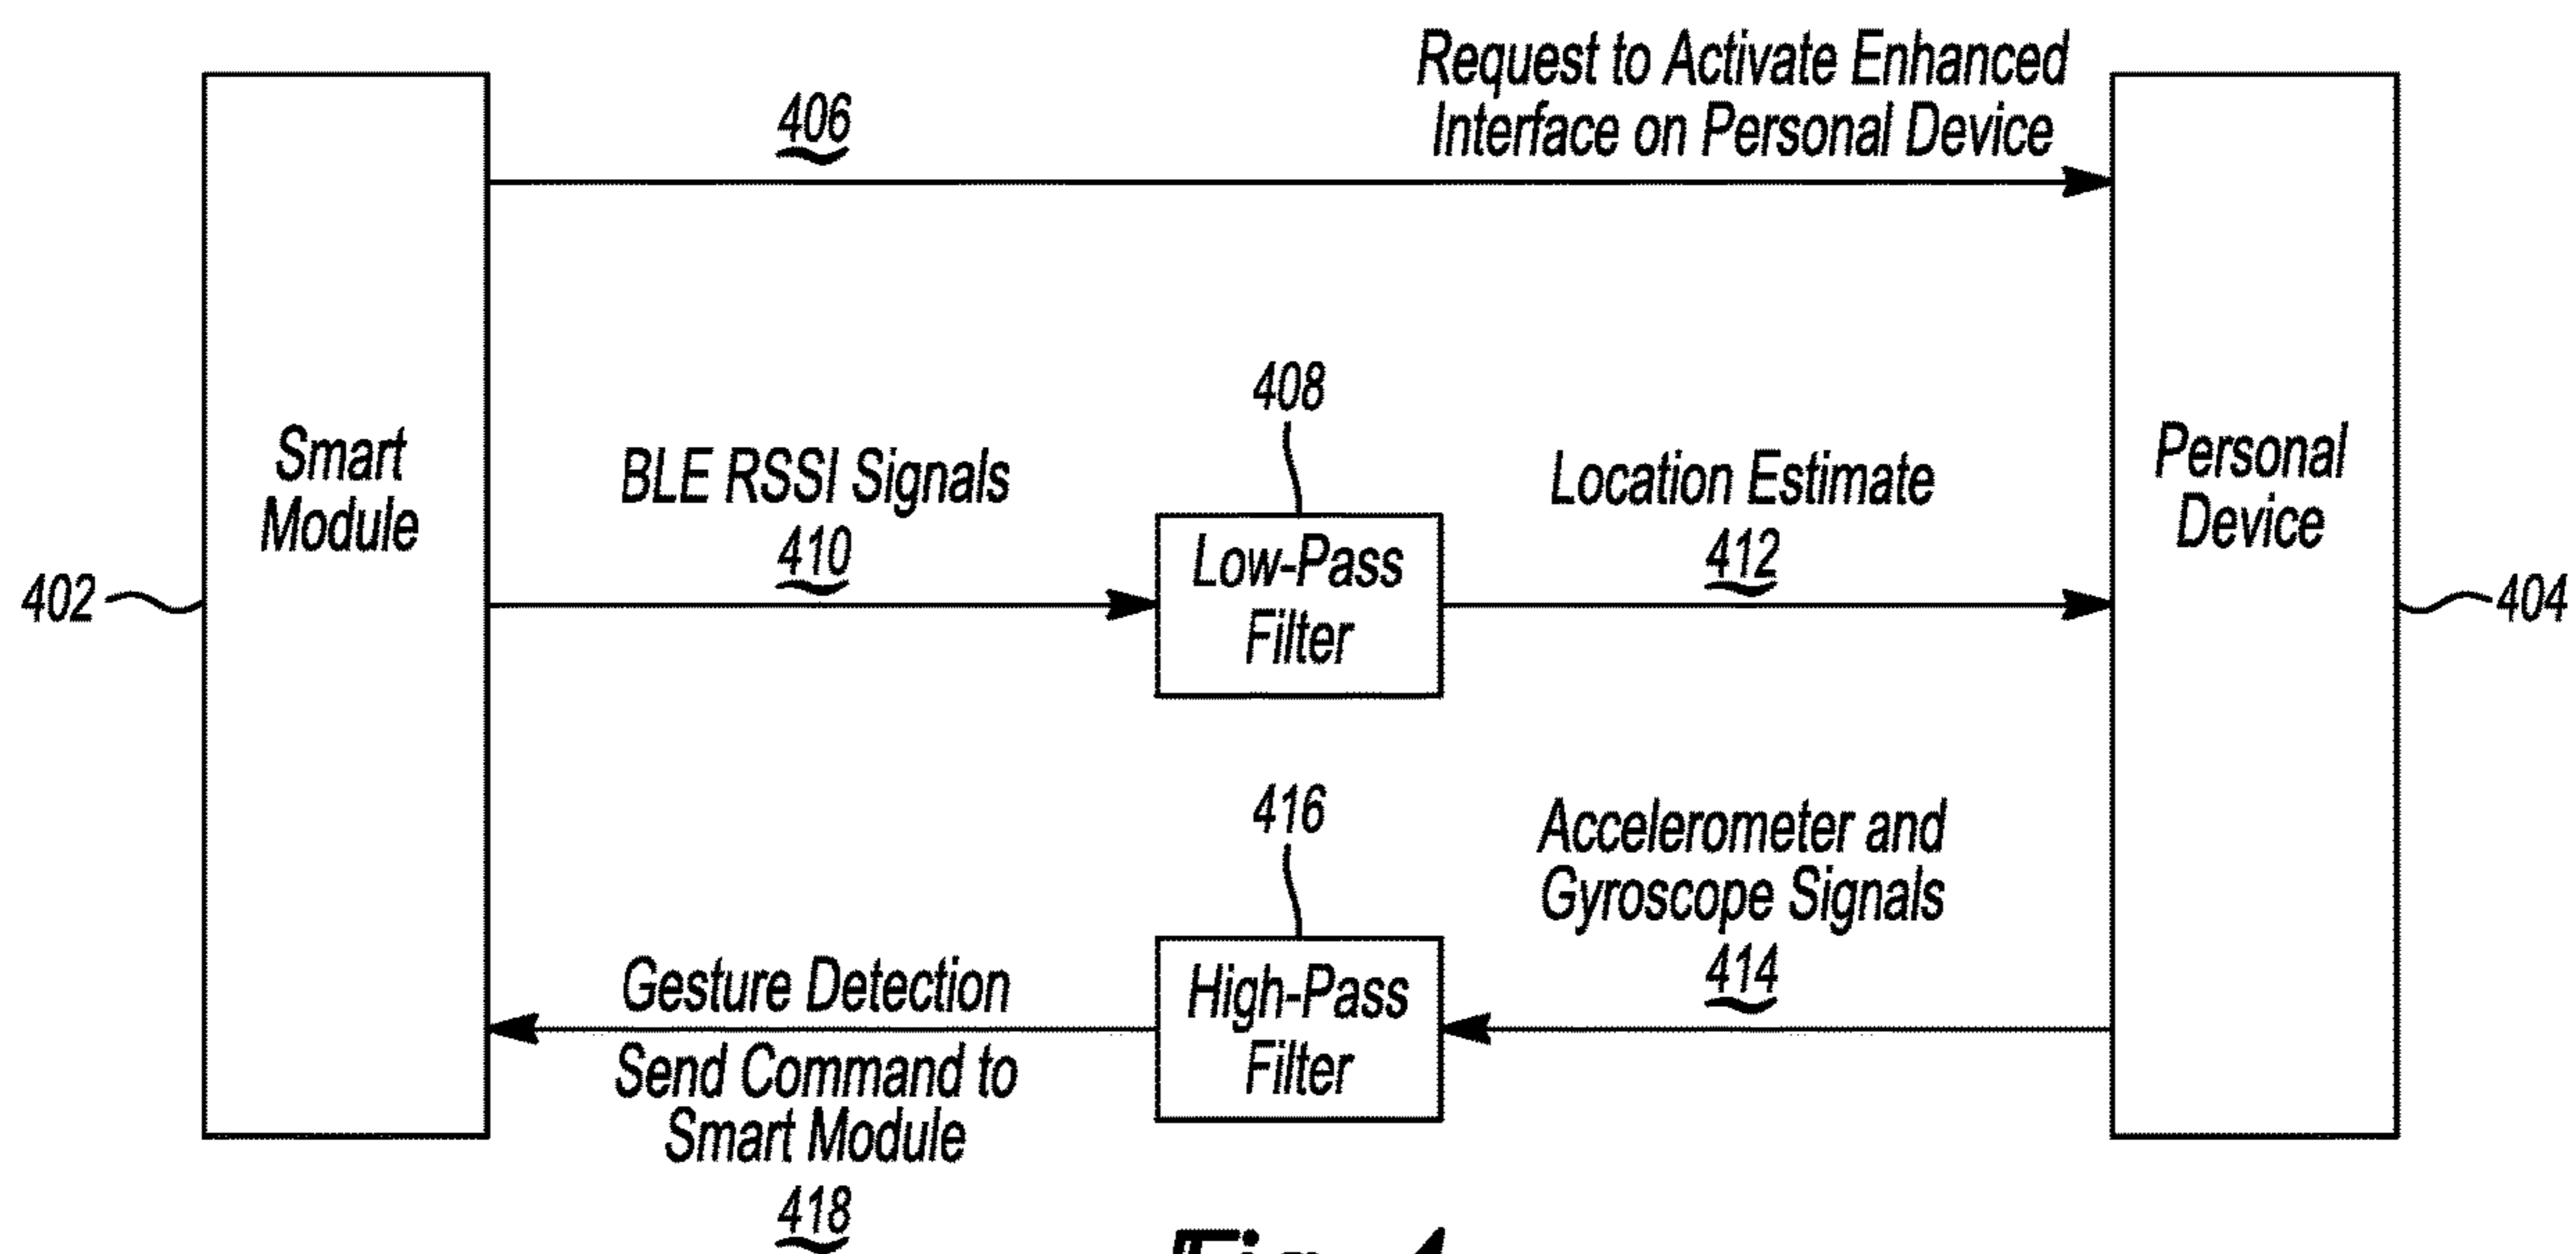 Request to Activate Enhanced
Interface on Personal Device
406
408
Smart
Module
BLE RSSI Signals
410
Low-Pass
Filter
Location Estimate
412
Personal
Device
402
404
416
Accelerometer and
Gyroscope Signals
414
High-Pass
Filter
Gesture Detection
Send Command to
Smart Module
418